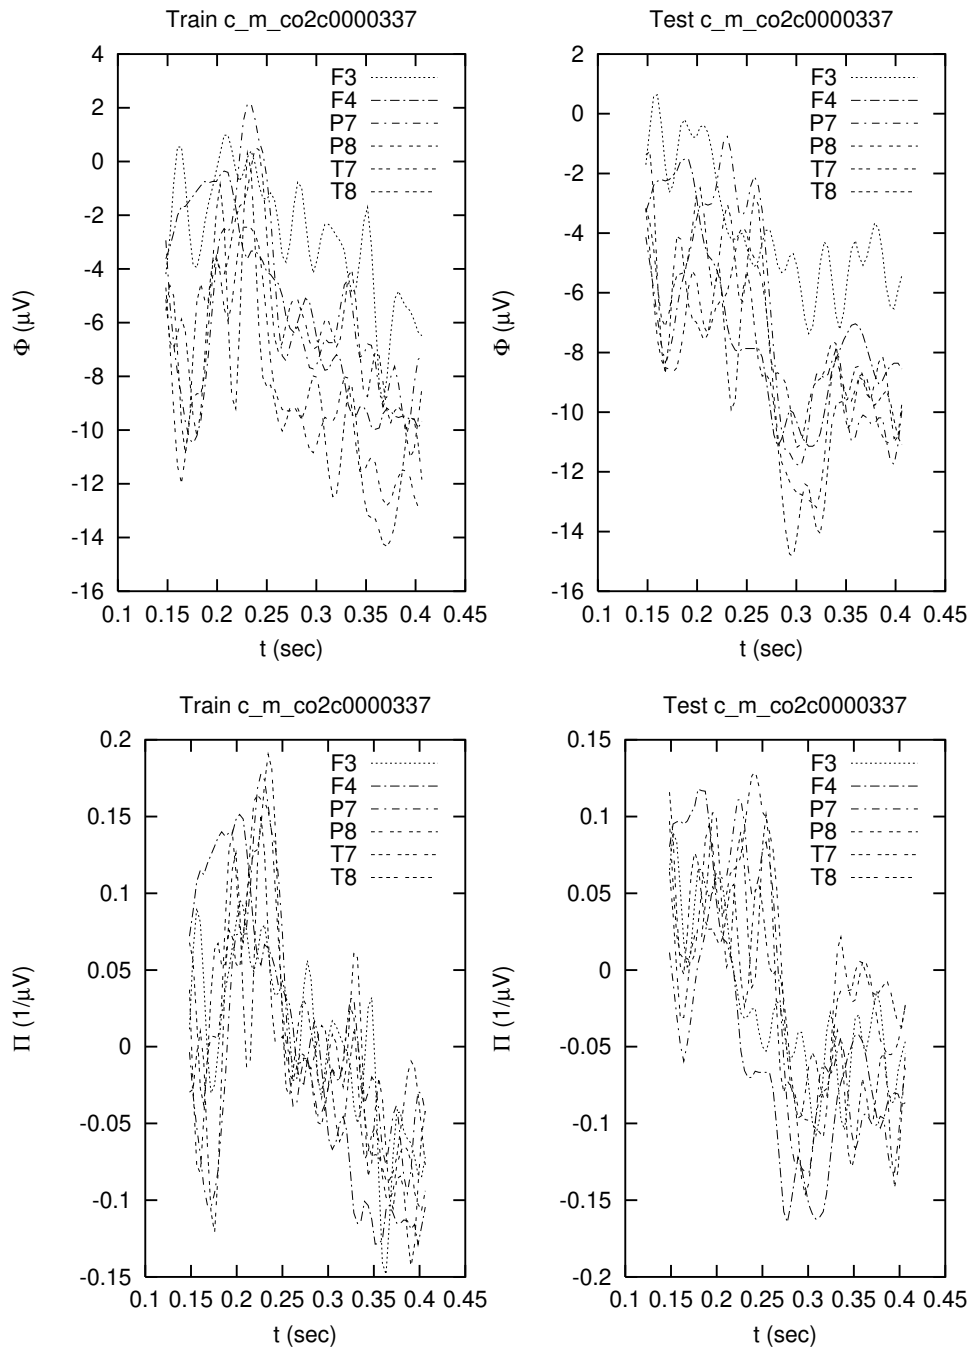 Train c_m_co2c0000337
4
2
0
-2
-4
-6
-8
-10
-12
-14
-16
Φ (μV)
F3
F4
P7
P8
T7
T8
0.1 0.15 0.2 0.25 0.3 0.35 0.4 0.45
t (sec)
Test c_m_co2c0000337
2
0
-2
-4
-6
-8
-10
-12
-14
-16
Φ (μV)
F3
F4
P7
P8
T7
T8
0.1 0.15 0.2 0.25 0.3 0.35 0.4 0.45
t (sec)
Train c_m_co2c0000337
0.2
0.15
0.1
0.05
0
-0.05
-0.1
-0.15
Π (1/μV)
F3
F4
P7
P8
T7
T8
0.1 0.15 0.2 0.25 0.3 0.35 0.4 0.45
t (sec)
Test c_m_co2c0000337
0.15
0.1
0.05
0
-0.05
-0.1
-0.15
-0.2
Π (1/μV)
F3
F4
P7
P8
T7
T8
0.1 0.15 0.2 0.25 0.3 0.35 0.4 0.45
t (sec)